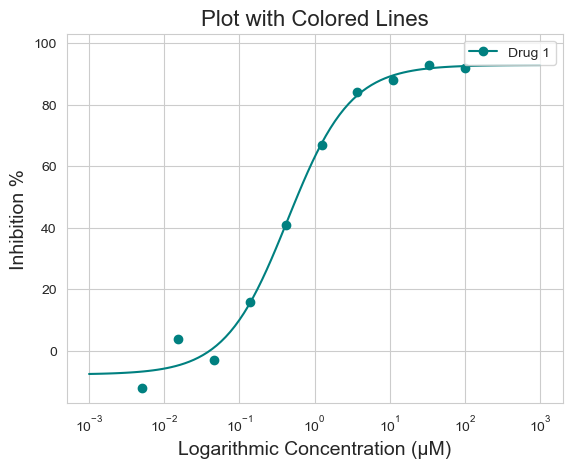 Plot with Colored Lines
Drug 1
Inhibition %
100
80
60
40
20
0
10⁻³ 10⁻² 10⁻¹ 10⁰ 10¹ 10² 10³
Logarithmic Concentration (µM)